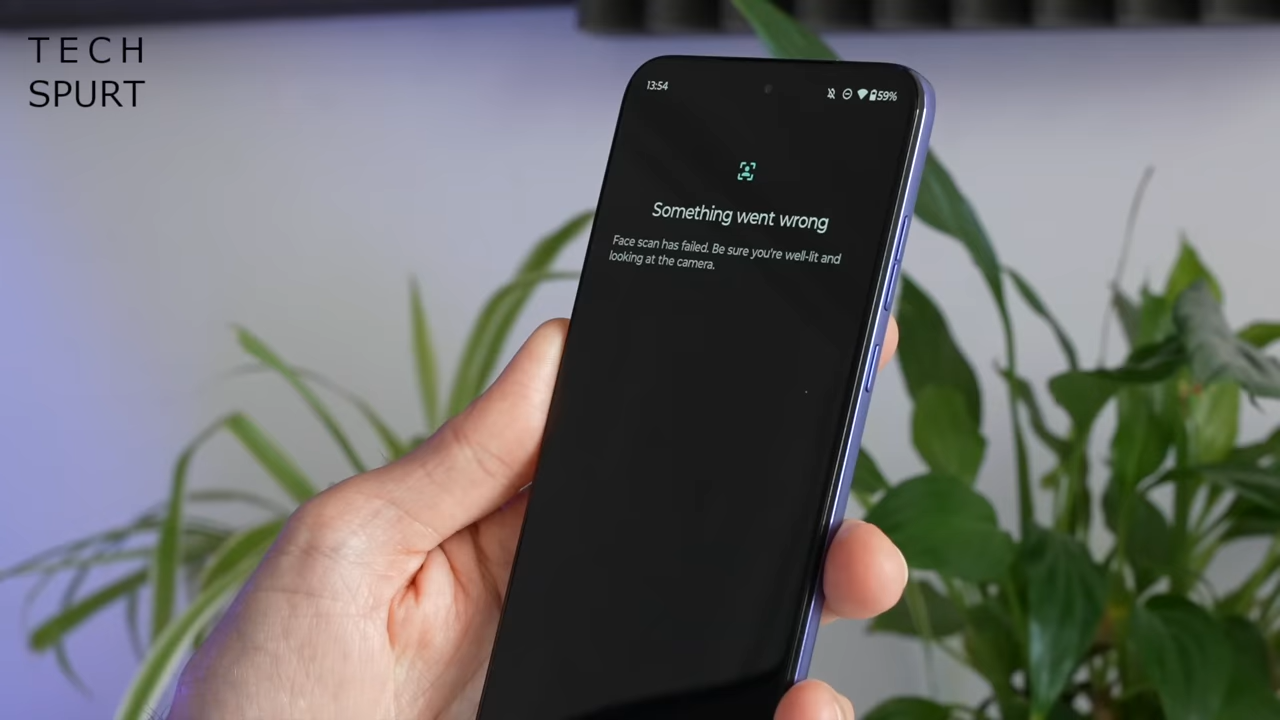 TECH
SPURT
13:54
59%
Something went wrong
Face scan has failed. Be sure you're well-lit and
looking at the camera.